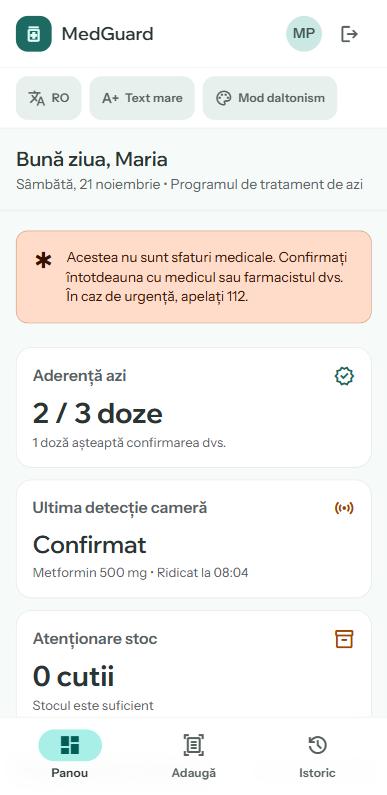 MedGuard
MP
RO
A+ Text mare
Mod daltonism
Bună ziua, Maria
Sâmbătă, 21 noiembrie • Programul de tratament de azi
Acestea nu sunt sfaturi medicale. Confirmați
întotdeauna cu medicul sau farmacistul dvs.
În caz de urgență, apelați 112.
Aderență azi
2 / 3 doze
1 doză așteaptă confirmarea dvs.
Ultima detecție cameră
Confirmat
Metformin 500 mg • Ridicat la 08:04
Atenționare stoc
0 cutii
Stocul este suficient
Panou
Adaugă
Istoric